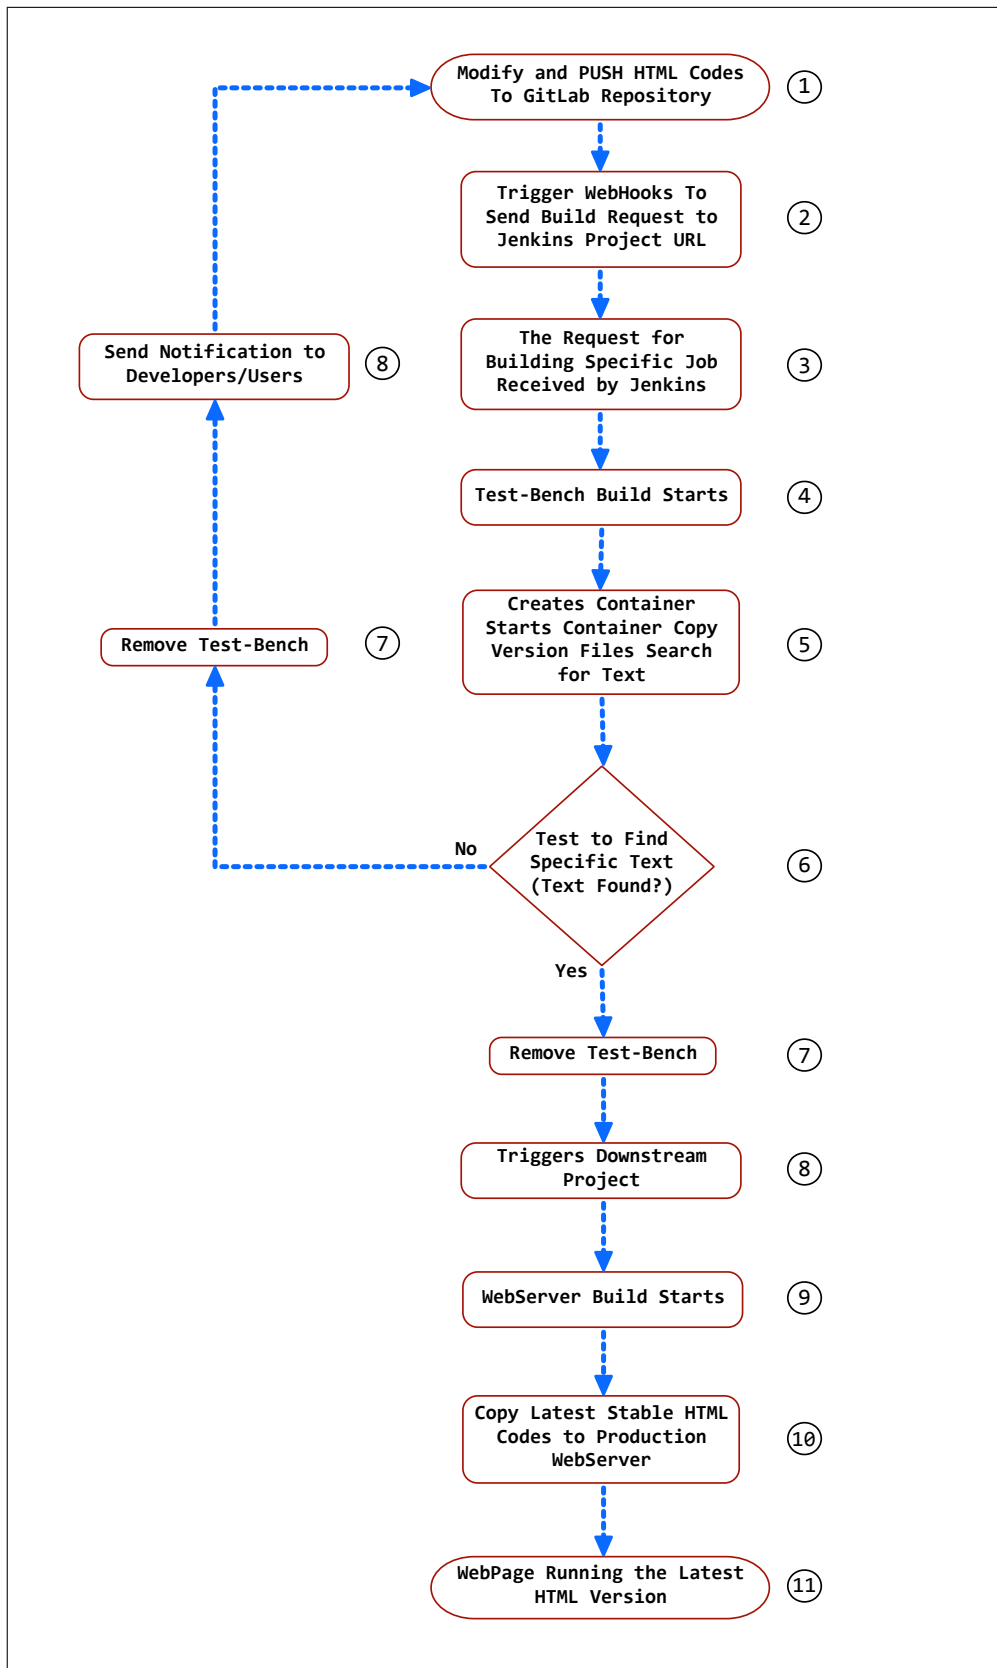 Modify and PUSH HTML Codes
To GitLab Repository
1
Trigger WebHooks To
Send Build Request to
Jenkins Project URL
2
The Request for
Building Specific Job
Received by Jenkins
3
Test-Bench Build Starts
4
Creates Container
Starts Container Copy
Version Files Search
for Text
5
Test to Find
Specific Text
(Text Found?)
6
No
Remove Test-Bench
7
Send Notification to
Developers/Users
8
Yes
Remove Test-Bench
7
Triggers Downstream
Project
8
WebServer Build Starts
9
Copy Latest Stable HTML
Codes to Production
WebServer
10
WebPage Running the Latest
HTML Version
11